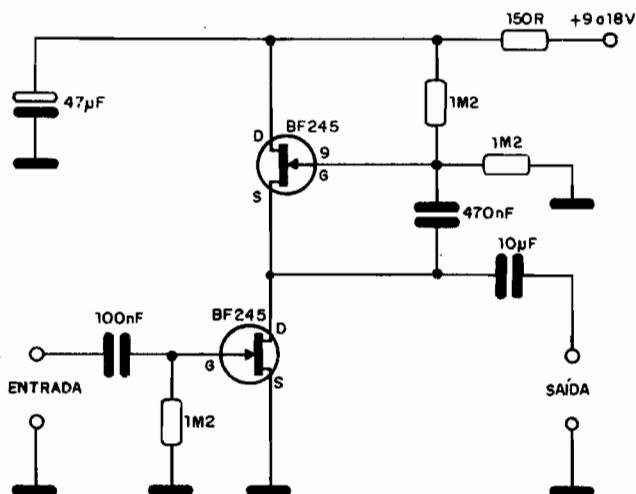 150R
+9 a 18V
47µF
1M2
D
BF245
9
G
1M2
S
470nF
10µF
100nF
BF245
D
G
S
ENTRADA
1M2
SAÍDA